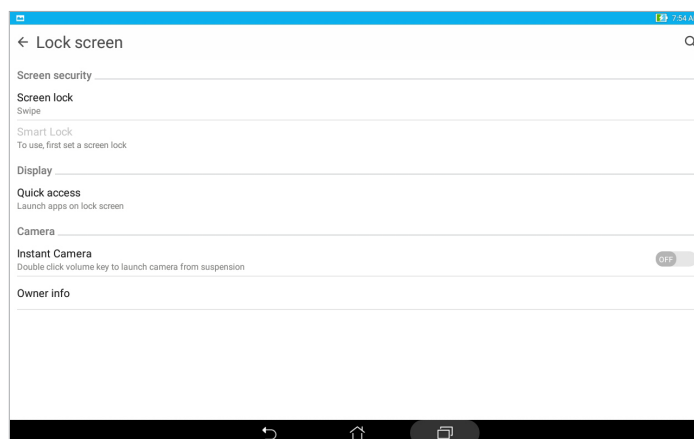 7:54 A
Lock screen
Screen security
Screen lock
Swipe
Smart Lock
To use, first set a screen lock
Display
Quick access
Launch apps on lock screen
Camera
Instant Camera
Double click volume key to launch camera from suspension
OFF
Owner info